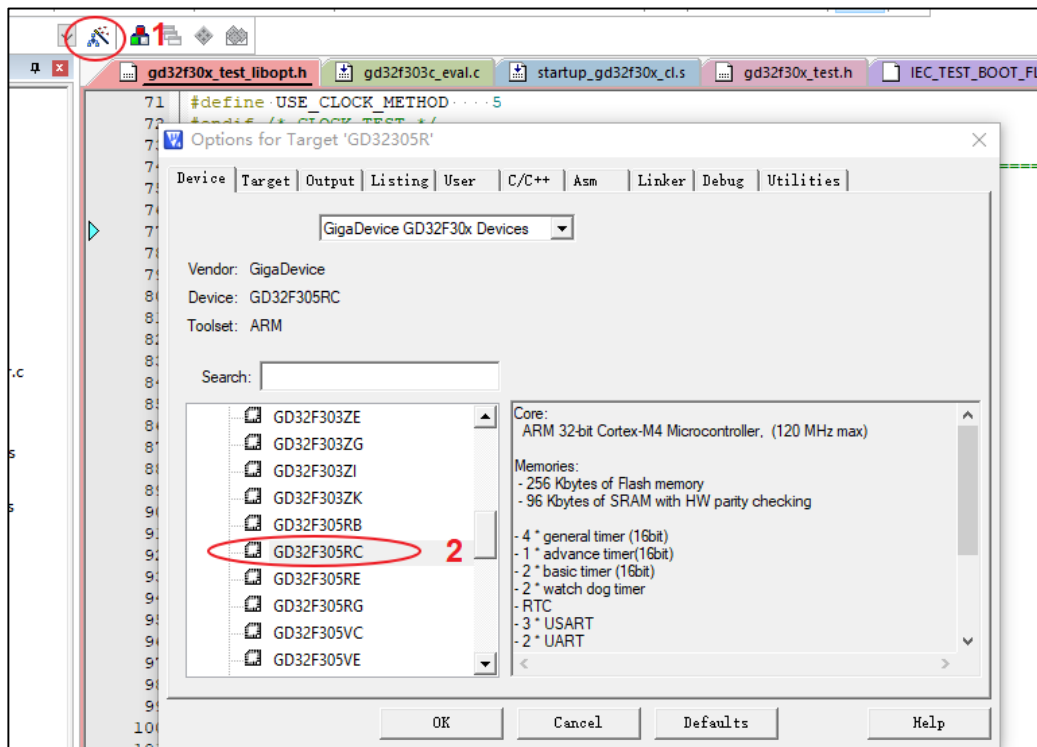 1
gd32f30x_test_libopt.h gd32f303c_eval.c startup_gd32f30x_cl.s gd32f30x_test.h IEC_TEST_BOOT_FL
71 #define USE_CLOCK_METHOD 5
72 #endif /* CLOCK_TEST */
Options for Target 'GD32305R'
Device Target Output Listing User C/C++ Asm Linker Debug Utilities
GigaDevice GD32F30x Devices
Vendor: GigaDevice
Device: GD32F305RC
Toolset: ARM
Search:
GD32F303ZE
GD32F303ZG
GD32F303ZI
GD32F303ZK
GD32F305RB
GD32F305RC 2
GD32F305RE
GD32F305RG
GD32F305VC
GD32F305VE
Core:
ARM 32-bit Cortex-M4 Microcontroller, (120 MHz max)
Memories:
- 256 Kbytes of Flash memory
- 96 Kbytes of SRAM with HW parity checking
- 4 * general timer (16bit)
- 1 * advance timer(16bit)
- 2 * basic timer (16bit)
- 2 * watch dog timer
- RTC
- 3 * USART
- 2 * UART
OK Cancel Defaults Help